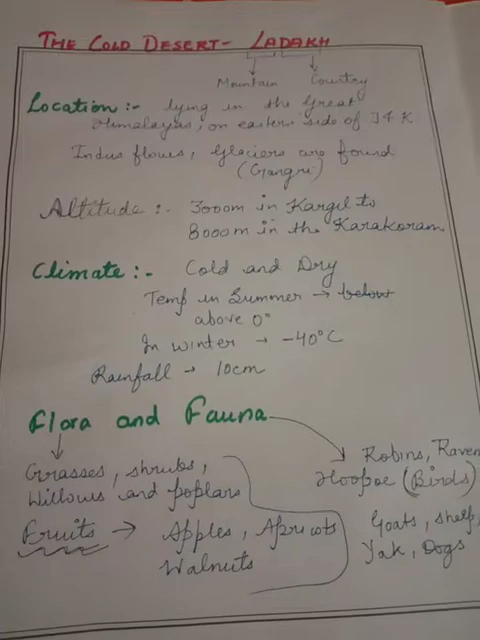 THE COLD DESERT- LADAKH
Mountain Country
Location :- lying in the Great
Himalayas, on eastern side of J4 K
Indus flows, Glaciers are found
(Gangri)
Altitude :- 3000m in Kargil to
8000m in the Karakoram
Climate :- Cold and Dry
Temp in Summer → below
above 0°
In winter → -40°C
Rainfall → 10cm
Flora and Fauna
Grasses, shrubs,
Willows and poplars
Robins, Raven
Hoopoe (Birds)
Fruits → Apples, Apricots
Walnuts
Goats, sheep,
Yak, Dogs